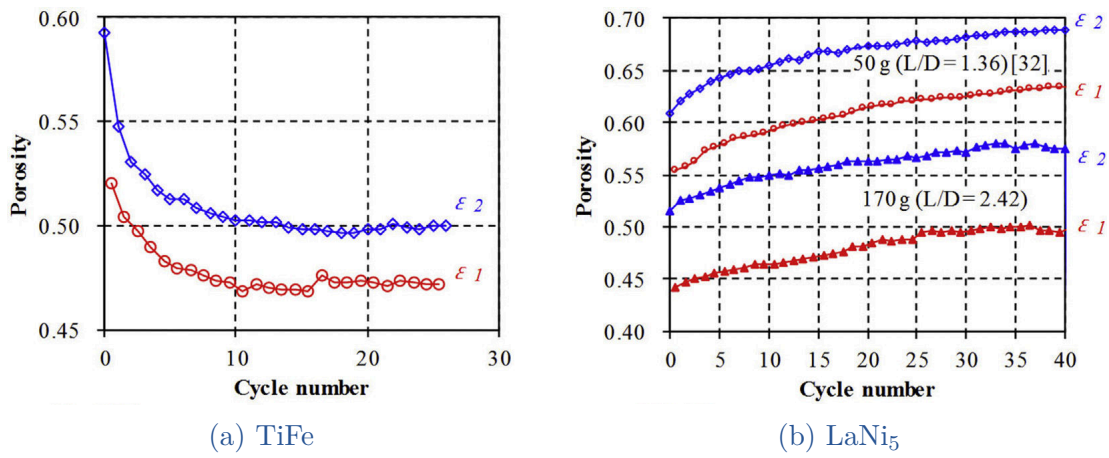 0.60
0.55
0.50
0.45
Porosity
ε 2
ε 1
0
10
20
30
Cycle number
(a) TiFe
0.70
0.65
0.60
0.55
0.50
0.45
0.40
Porosity
ε 2
50 g (L/D = 1.36) [32]
ε 1
ε 2
170 g (L/D = 2.42)
ε 1
0
5
10
15
20
25
30
35
40
Cycle number
(b) LaNi₅